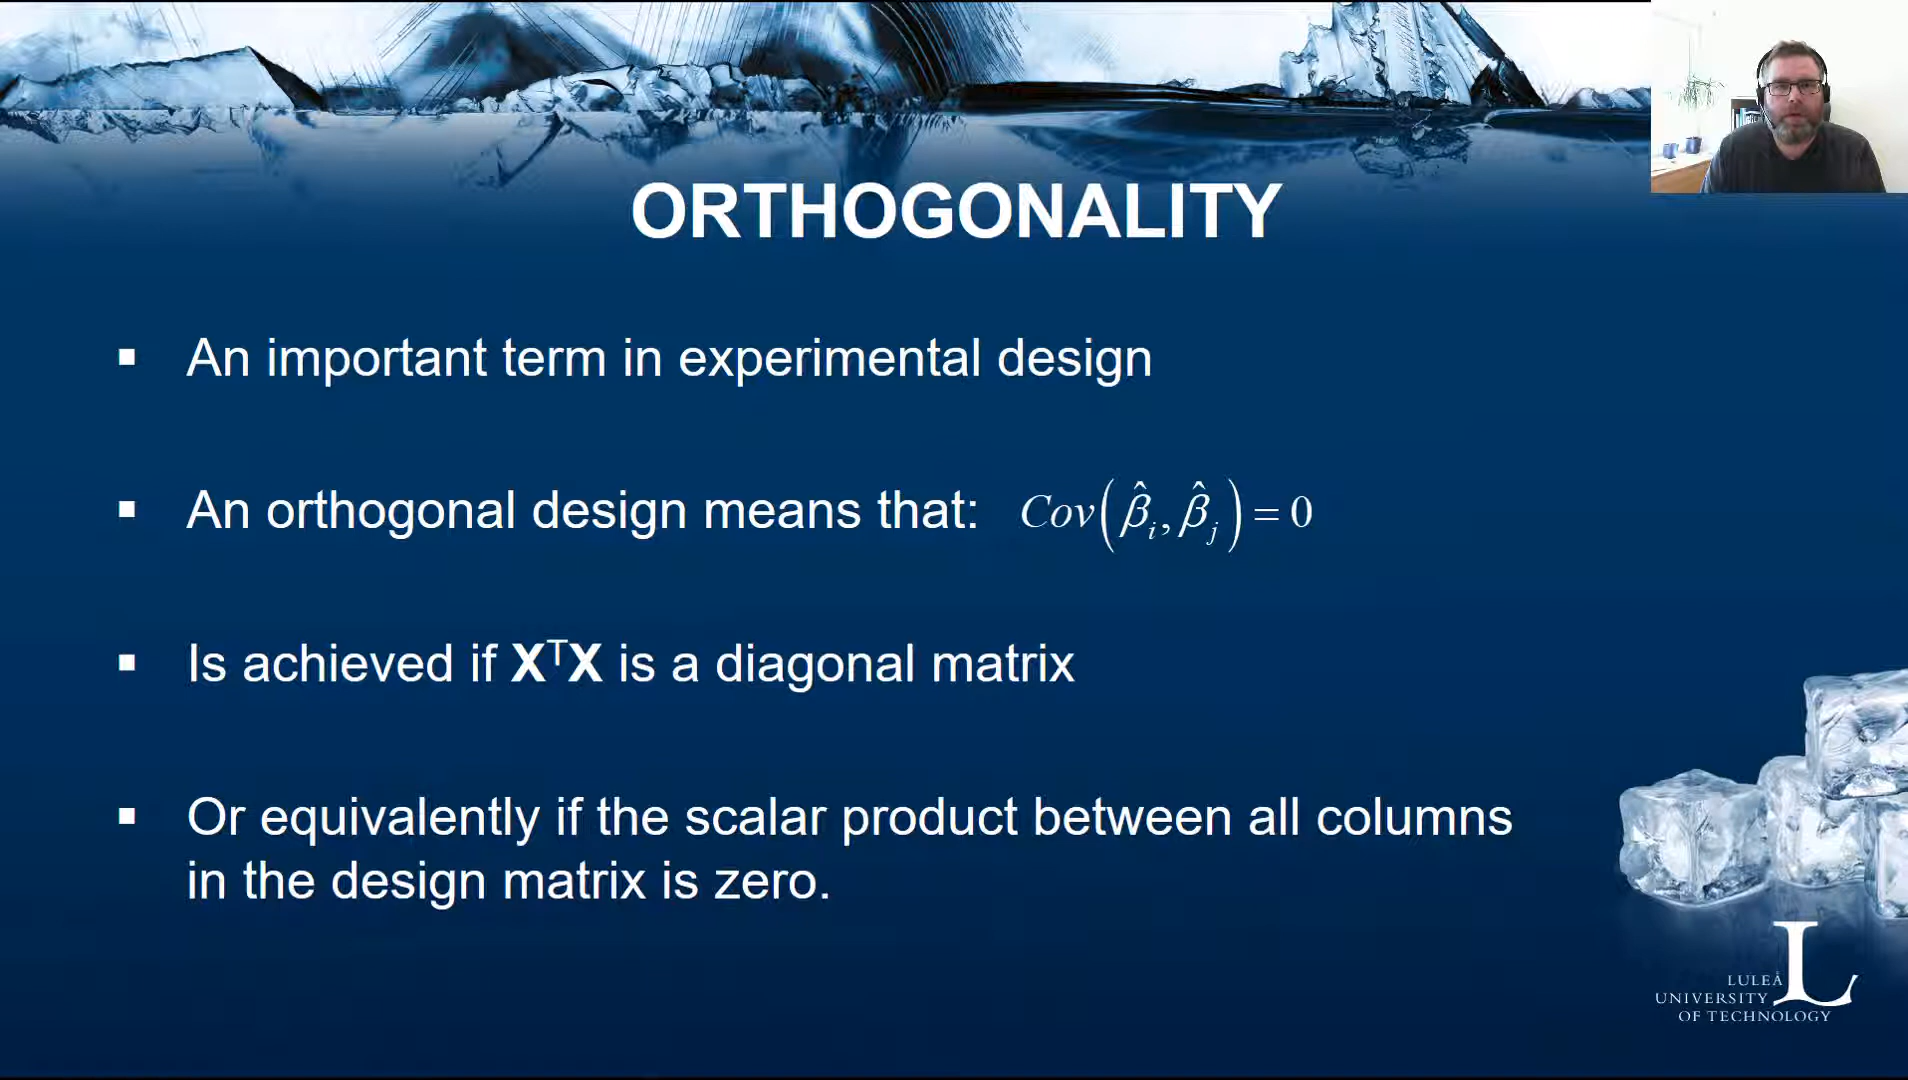 ORTHOGONALITY
▪ An important term in experimental design
▪ An orthogonal design means that: Cov(β̂ᵢ, β̂ⱼ) = 0
▪ Is achieved if XᵀX is a diagonal matrix
▪ Or equivalently if the scalar product between all columns
in the design matrix is zero.
LULEÅ
UNIVERSITY
OF TECHNOLOGY
L